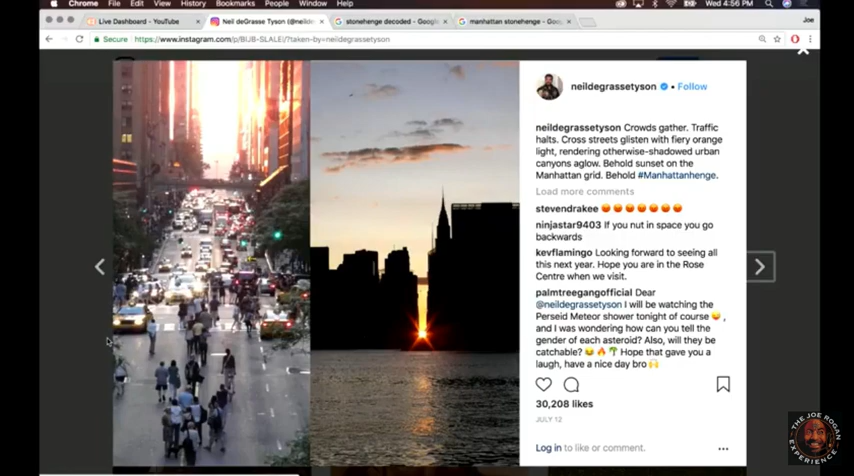 Chrome File Edit View History Bookmarks People Window Help Wed 4:56 PM
Live Dashboard - YouTube
Neil deGrasse Tyson (@neilde
stonehenge decoded - Googl
manhattan stonehenge - Goog
Joe
Secure https://www.instagram.com/p/BlJB-SLALEl/?taken-by=neildegrassetyson
neildegrassetyson • Follow
neildegrassetyson Crowds gather. Traffic
halts. Cross streets glisten with fiery orange
light, rendering otherwise-shadowed urban
canyons aglow. Behold sunset on the
Manhattan grid. Behold #Manhattanhenge.
Load more comments
stevendrakee 😡😡😡😡😡😡😡
ninjastar9403 If you nut in space you go
backwards
kevflamingo Looking forward to seeing all
this next year. Hope you are in the Rose
Centre when we visit.
palmtreegangofficial Dear
@neildegrassetyson I will be watching the
Perseid Meteor shower tonight of course 😜,
and I was wondering how can you tell the
gender of each asteroid? Also, will they be
catchable? 😂🔥🌴 Hope that gave you a
laugh, have a nice day bro🙌
30,208 likes
JULY 12
Log in to like or comment.
THE JOE ROGAN
EXPERIENCE